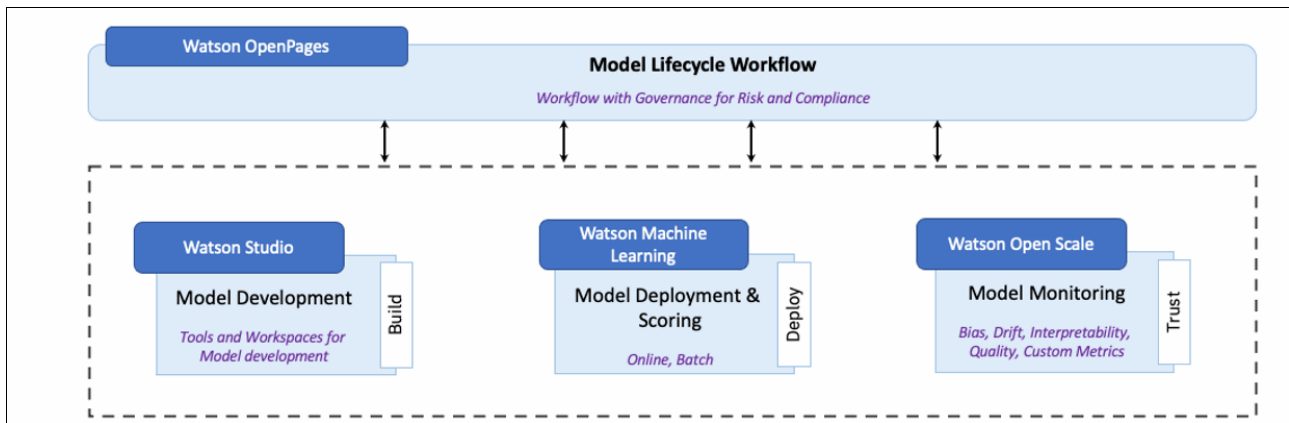 Watson OpenPages
Model Lifecycle Workflow
Workflow with Governance for Risk and Compliance
Watson Studio
Model Development
Tools and Workspaces for
Model development
Build
Watson Machine
Learning
Model Deployment &
Scoring
Online, Batch
Deploy
Watson Open Scale
Model Monitoring
Bias, Drift, Interpretability,
Quality, Custom Metrics
Trust